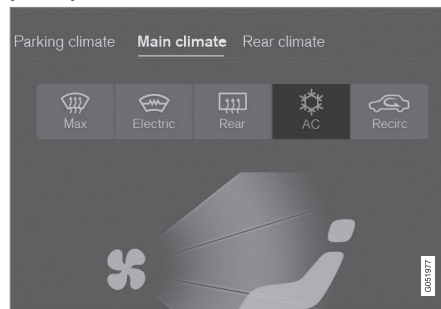 Parking climate Main climate Rear climate
Max Electric Rear AC Recirc
G051977